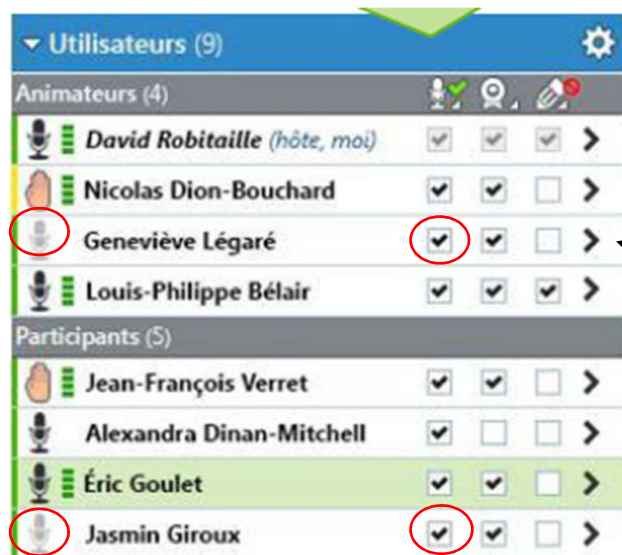 Utilisateurs (9)
Animateurs (4)
David Robitaille (hôte, moi)
Nicolas Dion-Bouchard
Geneviève Légaré
Louis-Philippe Bélair
Participants (5)
Jean-François Verret
Alexandra Dinan-Mitchell
Éric Goulet
Jasmin Giroux